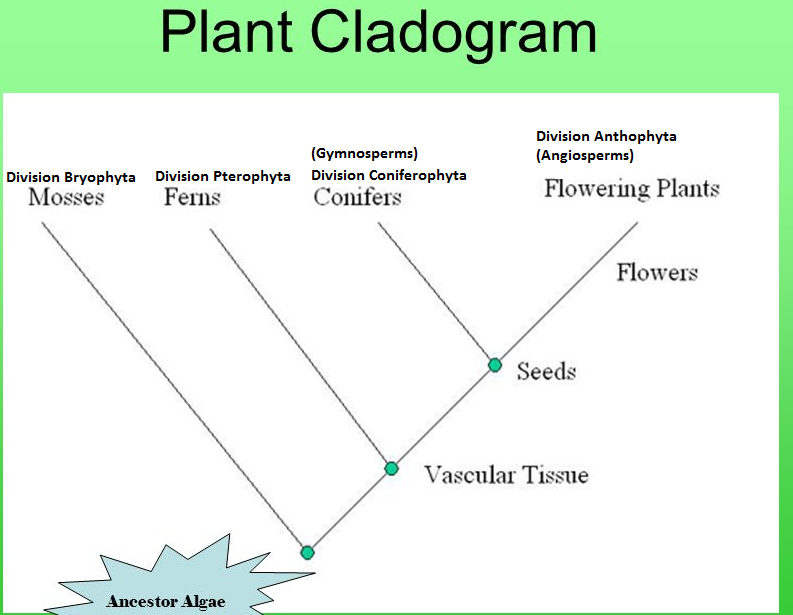 Plant Cladogram
Division Anthophyta
(Angiosperms)
(Gymnosperms)
Division Bryophyta
Division Pterophyta
Division Coniferophyta
Mosses
Ferns
Conifers
Flowering Plants
Flowers
Seeds
Vascular Tissue
Ancestor Algae